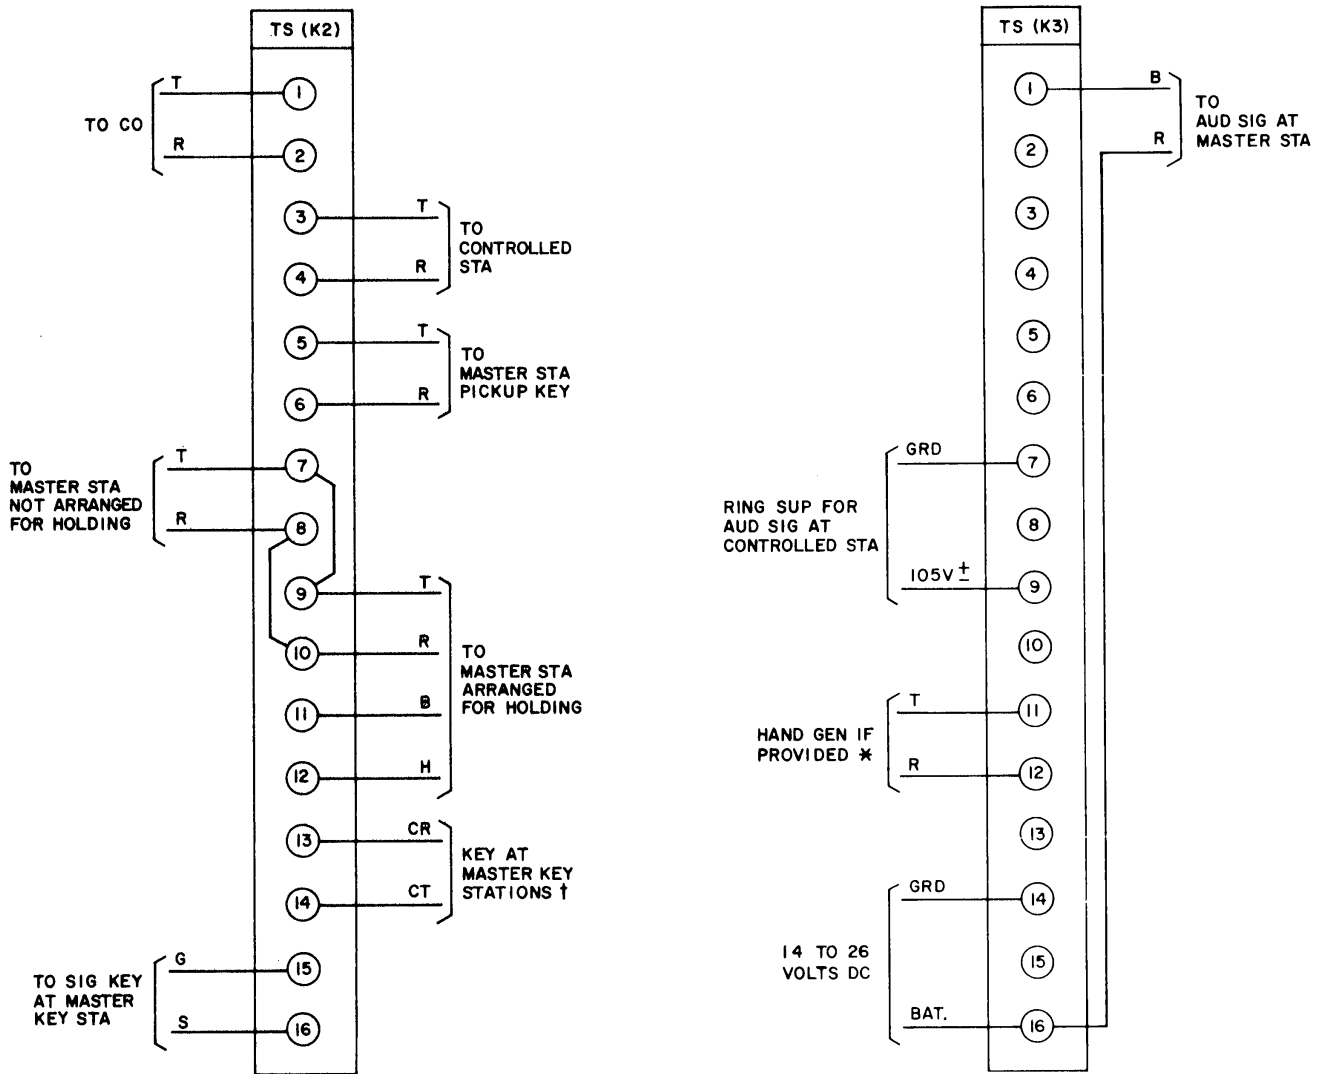 TS (K2)
T
1
TO CO
R
2
3
T
TO
CONTROLLED
STA
4
R
5
T
TO
MASTER STA
PICKUP KEY
6
R
T
7
TO
MASTER STA
NOT ARRANGED
FOR HOLDING
R
8
9
T
10
R
TO
MASTER STA
ARRANGED
FOR HOLDING
11
B
12
H
13
CR
KEY AT
MASTER KEY
STATIONS †
14
CT
G
15
TO SIG KEY
AT MASTER
KEY STA
S
16
TS (K3)
1
B
TO
AUD SIG AT
MASTER STA
2
R
3
4
5
6
GRD
7
RING SUP FOR
AUD SIG AT
CONTROLLED STA
8
105V ±
9
10
T
11
HAND GEN IF
PROVIDED *
R
12
13
GRD
14
14 TO 26
VOLTS DC
15
BAT.
16